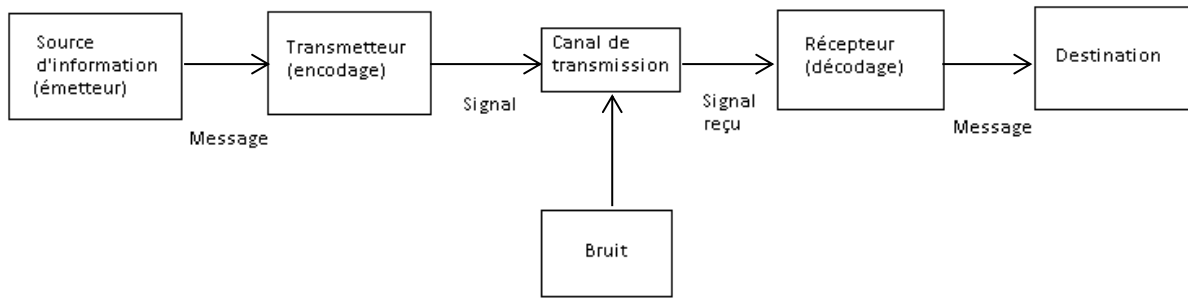 Source
d'information
(émetteur)
Message
Transmetteur
(encodage)
Signal
Canal de
transmission
Signal
reçu
Récepteur
(décodage)
Message
Destination
Bruit